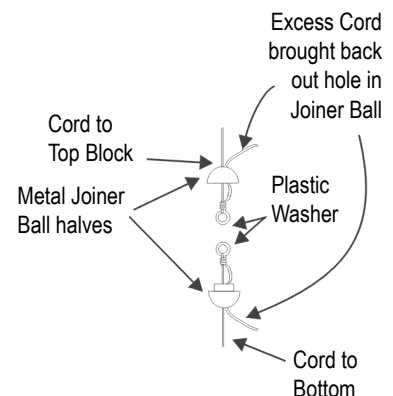 Excess Cord
brought back
out hole in
Joiner Ball
Cord to
Top Block
Metal Joiner
Ball halves
Plastic
Washer
Cord to
Bottom